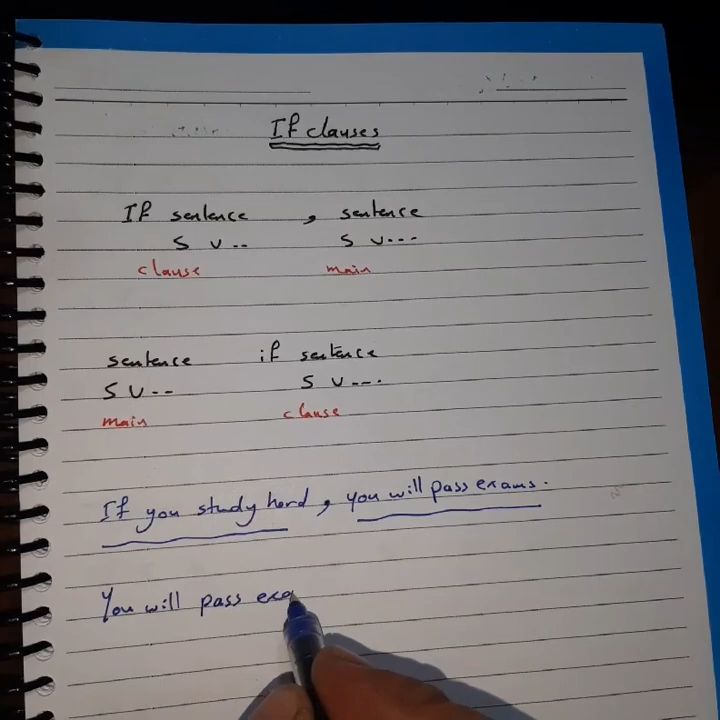 If clauses
If sentence , sentence
S v.. S v...
clause main
sentence if sentence
S v-- S v---.
main clause
If you study hard, you will pass exams.
You will pass exa